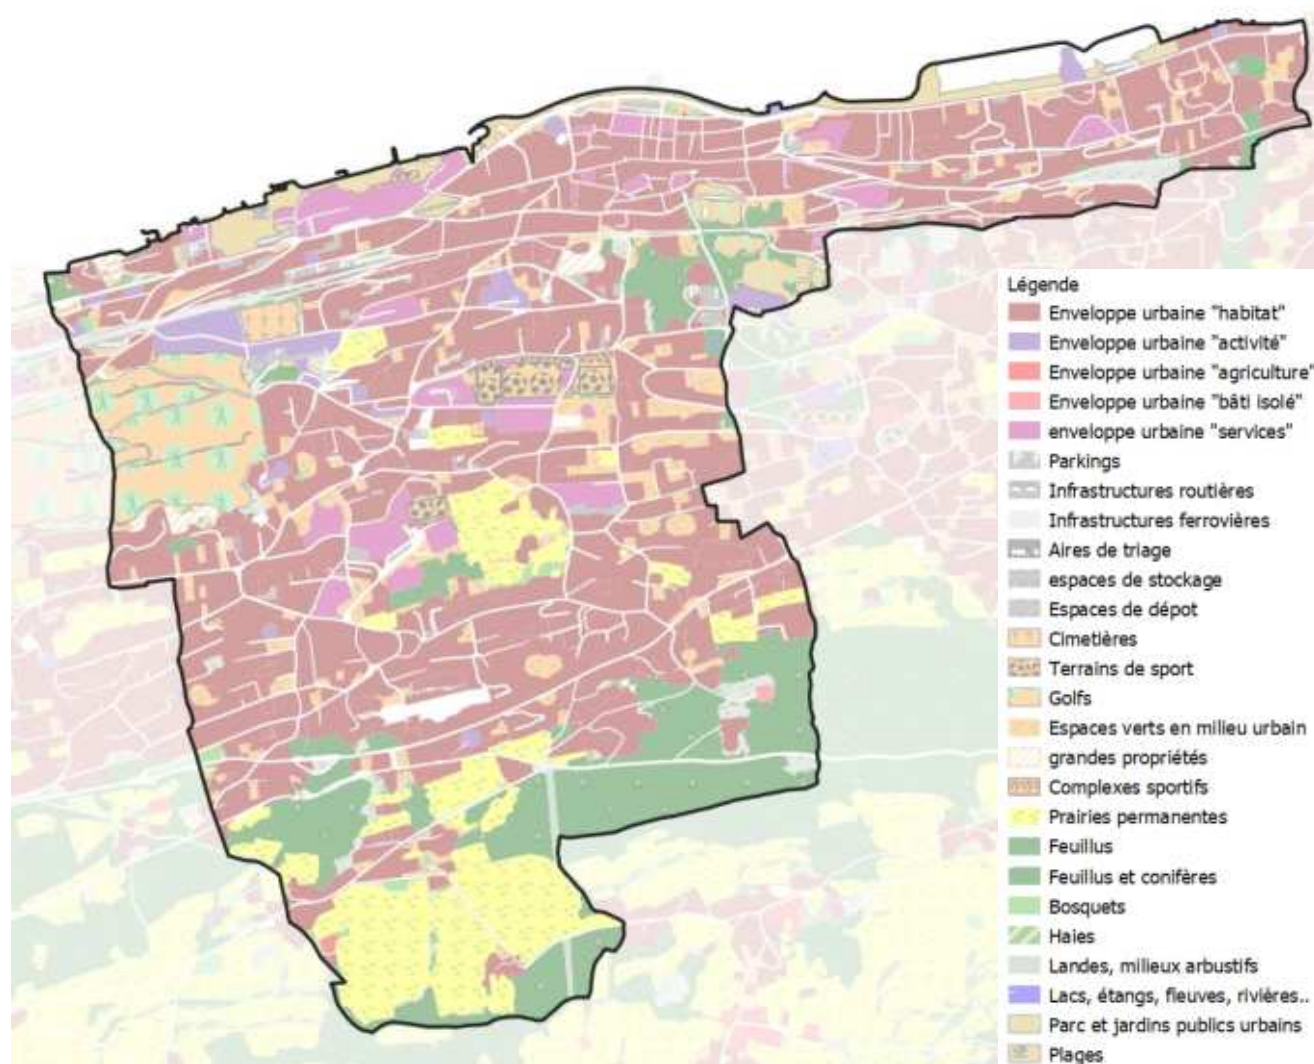 Légende
Enveloppe urbaine "habitat"
Enveloppe urbaine "activité"
Enveloppe urbaine "agriculture"
Enveloppe urbaine "bâti isolé"
enveloppe urbaine "services"
Parkings
Infrastructures routières
Infrastructures ferrovières
Aires de triage
espaces de stockage
Espaces de dépot
Cimetières
Terrains de sport
Golfs
Espaces verts en milieu urbain
grandes propriétés
Complexes sportifs
Prairies permanentes
Feuillus
Feuillus et conifères
Bosquets
Haies
Landes, milieux arbustifs
Lacs, étangs, fleuves, rivières..
Parc et jardins publics urbains
Plages